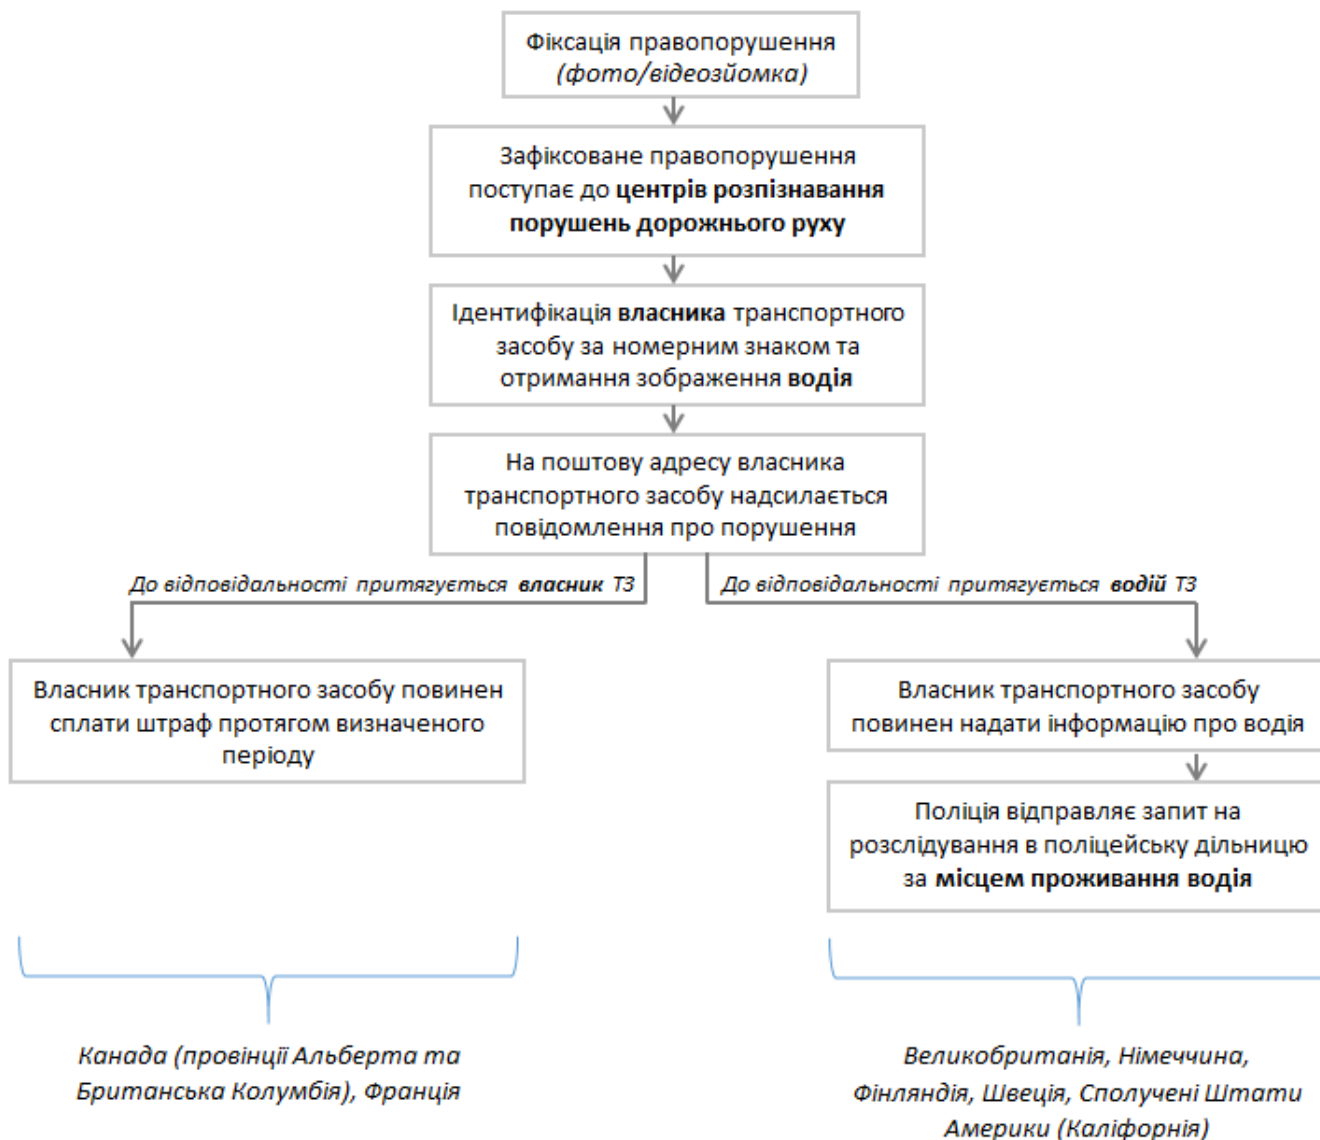 Фіксація правопорушення
(фото/відеозйомка)
Зафіксоване правопорушення
поступає до центрів розпізнавання
порушень дорожнього руху
Ідентифікація власника транспортного
засобу за номерним знаком та
отримання зображення водія
На поштову адресу власника
транспортного засобу надсилається
повідомлення про порушення
До відповідальності притягується власник ТЗ
До відповідальності притягується водій ТЗ
Власник транспортного засобу повинен
сплати штраф протягом визначеного
періоду
Власник транспортного засобу
повинен надати інформацію про водія
Поліція відправляє запит на
розслідування в поліцейську дільницю
за місцем проживання водія
Канада (провінції Альберта та
Британська Колумбія), Франція
Великобританія, Німеччина,
Фінляндія, Швеція, Сполучені Штати
Америки (Каліфорнія)